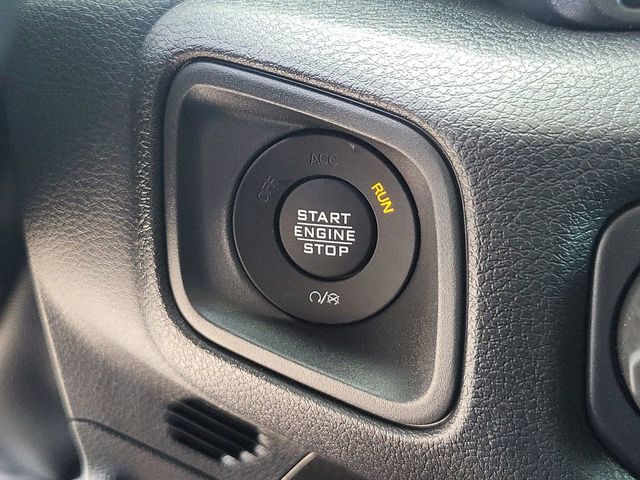 ACC
OFF
RUN
START
ENGINE
STOP